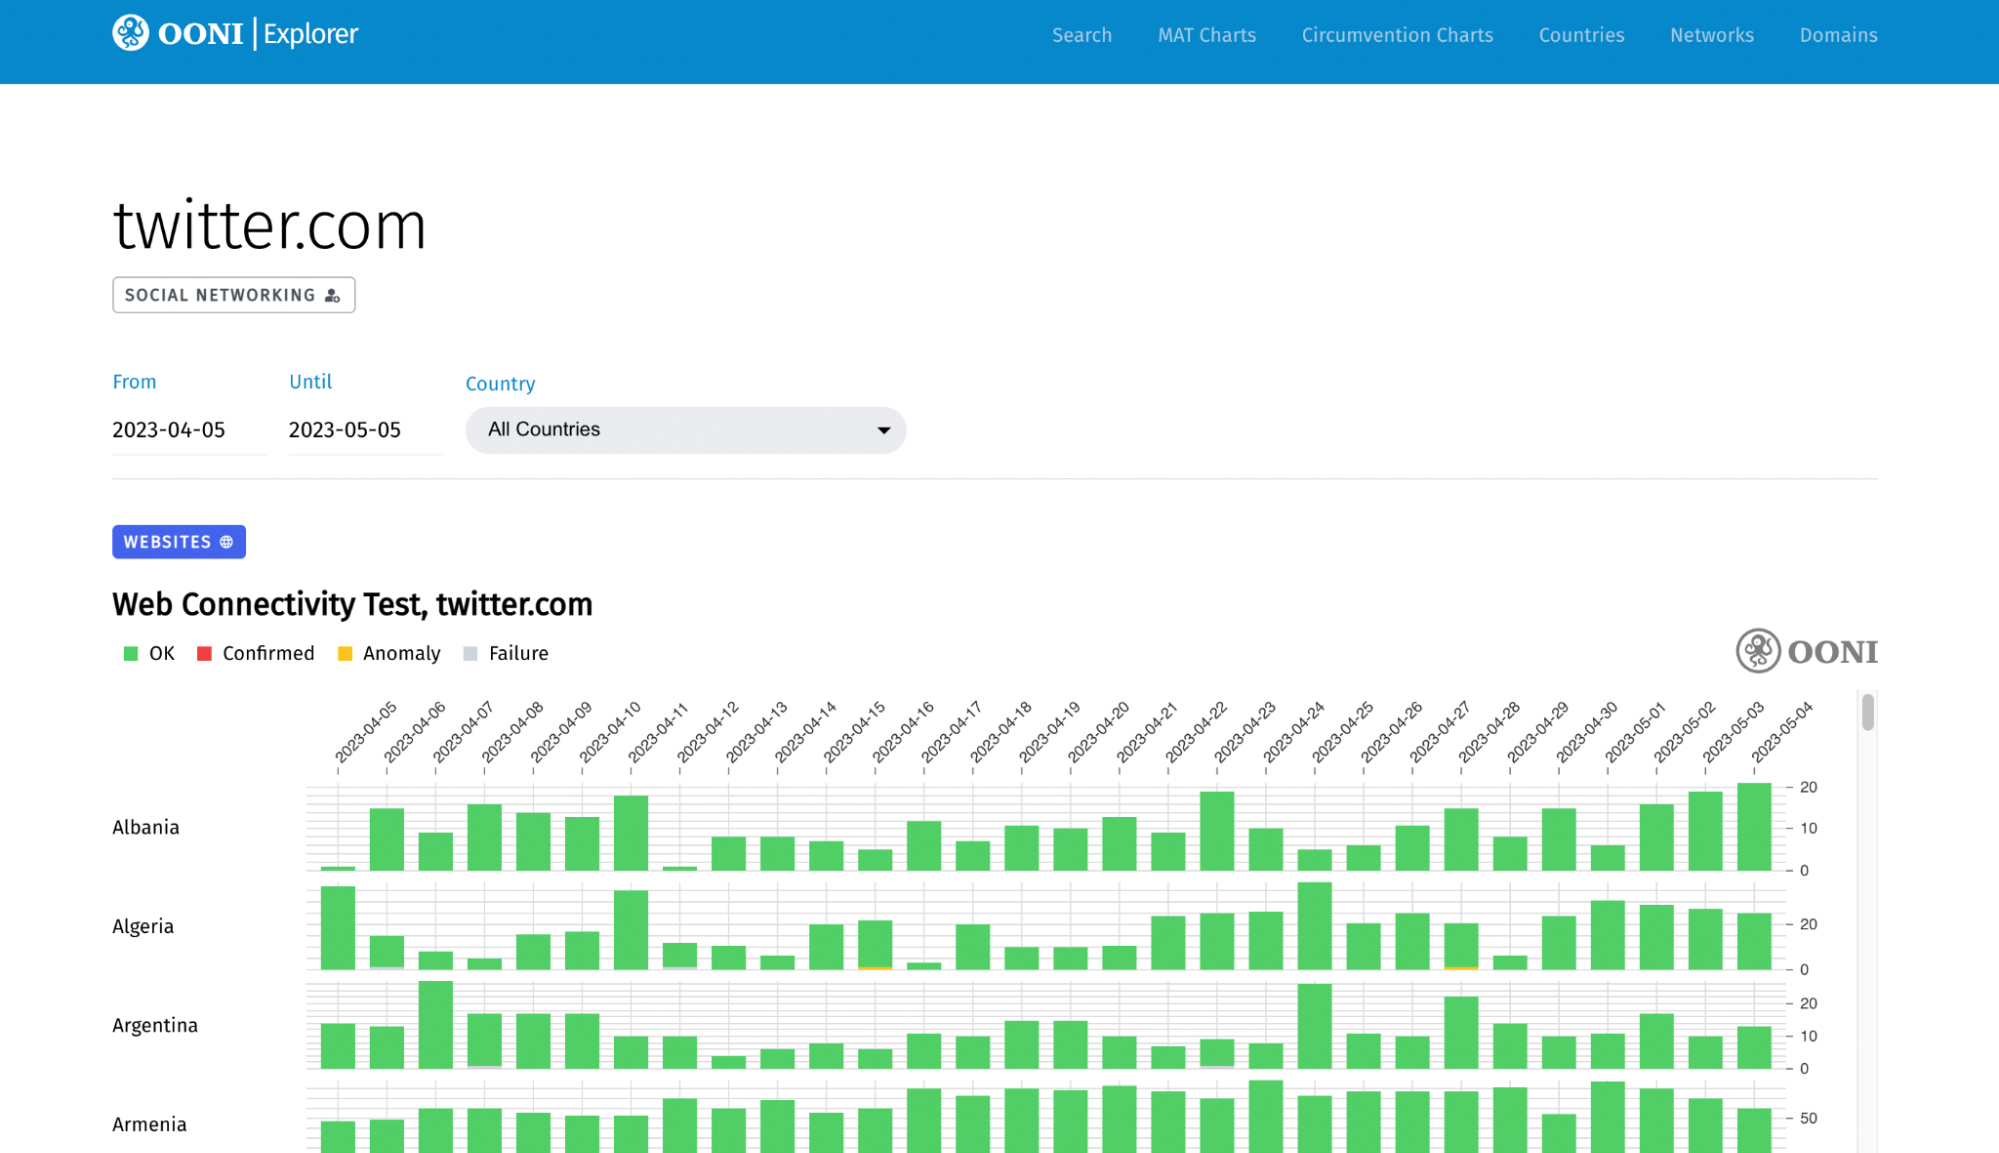 OONI | Explorer
Search MAT Charts Circumvention Charts Countries Networks Domains
twitter.com
SOCIAL NETWORKING
From Until Country
2023-04-05 2023-05-05 All Countries
WEBSITES
Web Connectivity Test, twitter.com
OK Confirmed Anomaly Failure
OONI
2023-04-05 2023-04-06 2023-04-07 2023-04-08 2023-04-09 2023-04-10 2023-04-11 2023-04-12 2023-04-13 2023-04-14 2023-04-15 2023-04-16 2023-04-17 2023-04-18 2023-04-19 2023-04-20 2023-04-21 2023-04-22 2023-04-23 2023-04-24 2023-04-25 2023-04-26 2023-04-27 2023-04-28 2023-04-29 2023-04-30 2023-05-01 2023-05-02 2023-05-03 2023-05-04
20
Albania 10
0
Algeria 20
0
20
Argentina 10
0
Armenia 50